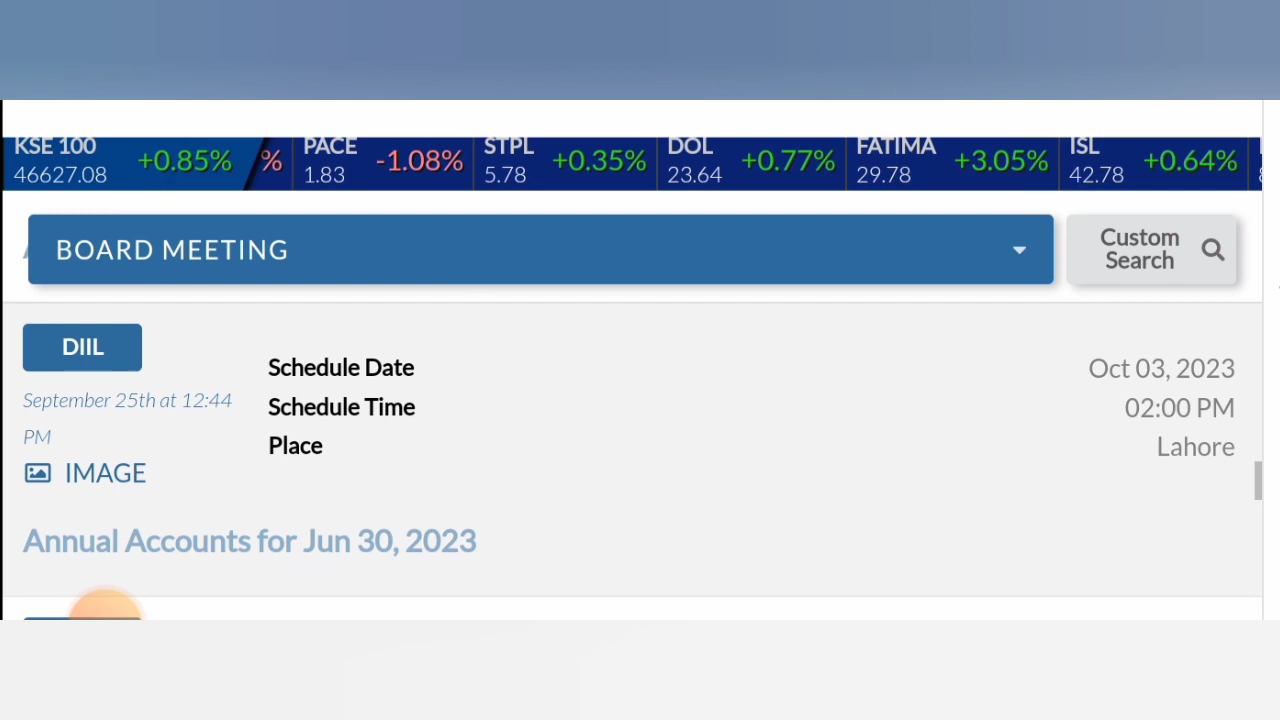 KSE 100
46627.08
+0.85%
%
PACE
1.83
-1.08%
STPL
5.78
+0.35%
DOL
23.64
+0.77%
FATIMA
29.78
+3.05%
ISL
42.78
+0.64%
BOARD MEETING
Custom
Search
DIIL
September 25th at 12:44
PM
IMAGE
Schedule Date Oct 03, 2023
Schedule Time 02:00 PM
Place Lahore
Annual Accounts for Jun 30, 2023